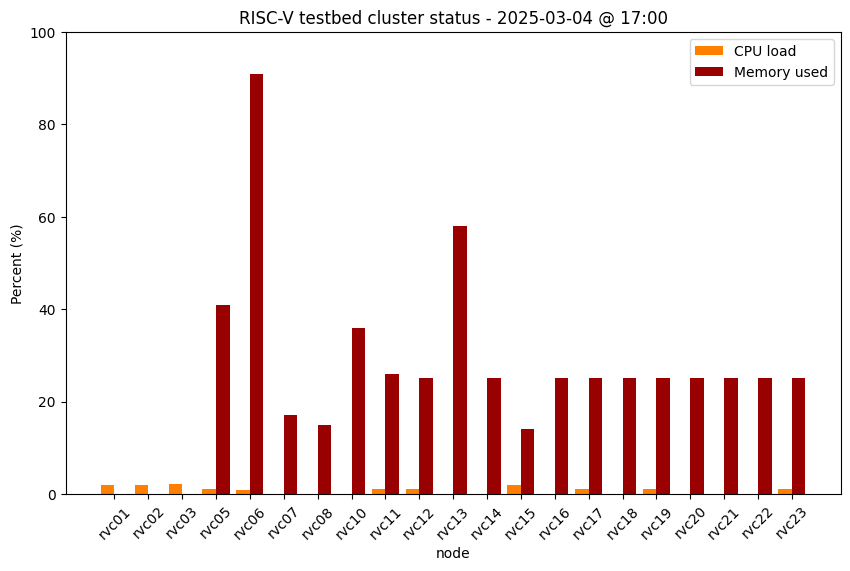 RISC-V testbed cluster status - 2025-03-04 @ 17:00
CPU load
Memory used
Percent (%)
100
80
60
40
20
0
rvc01 rvc02 rvc03 rvc05 rvc06 rvc07 rvc08 rvc10 rvc11 rvc12 rvc13 rvc14 rvc15 rvc16 rvc17 rvc18 rvc19 rvc20 rvc21 rvc22 rvc23
node